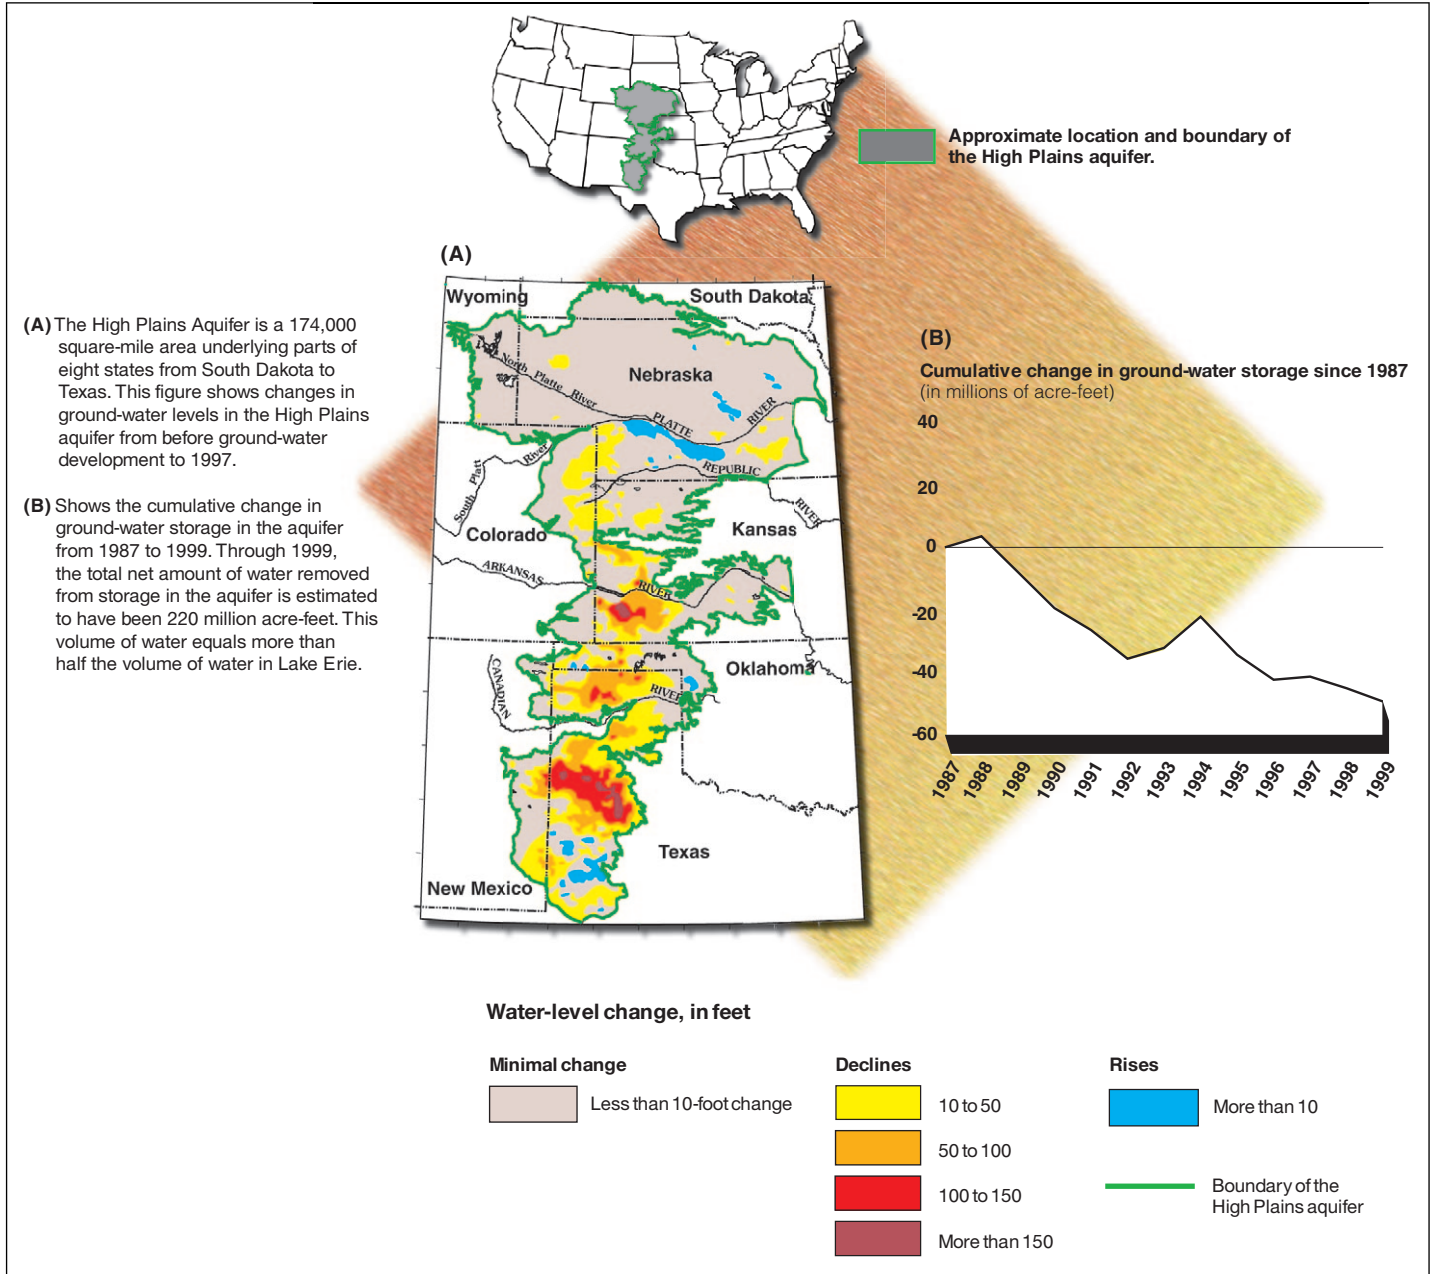 Approximate location and boundary of
the High Plains aquifer.
(A)
Wyoming
South Dakota
North Platte River
Nebraska
PLATTE
RIVER
South Platt
River
REPUBLIC
RIVER
Colorado
Kansas
ARKANSAS
RIVER
CANADIAN
RIVER
Oklahoma
Texas
New Mexico
(A) The High Plains Aquifer is a 174,000
square-mile area underlying parts of
eight states from South Dakota to
Texas. This figure shows changes in
ground-water levels in the High Plains
aquifer from before ground-water
development to 1997.
(B) Shows the cumulative change in
ground-water storage in the aquifer
from 1987 to 1999. Through 1999,
the total net amount of water removed
from storage in the aquifer is estimated
to have been 220 million acre-feet. This
volume of water equals more than
half the volume of water in Lake Erie.
(B)
Cumulative change in ground-water storage since 1987
(in millions of acre-feet)
40
20
0
-20
-40
-60
1987
1988
1989
1990
1991
1992
1993
1994
1995
1996
1997
1998
1999
Water-level change, in feet
Minimal change
Less than 10-foot change
Declines
10 to 50
50 to 100
100 to 150
More than 150
Rises
More than 10
Boundary of the
High Plains aquifer